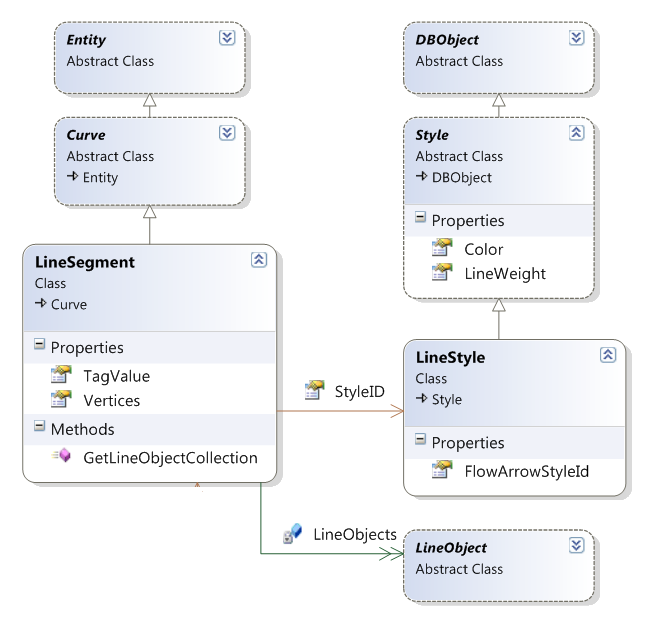 Entity
Abstract Class
Curve
Abstract Class
Entity
LineSegment
Class
Curve
Properties
TagValue
Vertices
Methods
GetLineObjectCollection
StyleID
LineObjects
DBObject
Abstract Class
Style
Abstract Class
DBObject
Properties
Color
LineWeight
LineStyle
Class
Style
Properties
FlowArrowStyleId
LineObject
Abstract Class